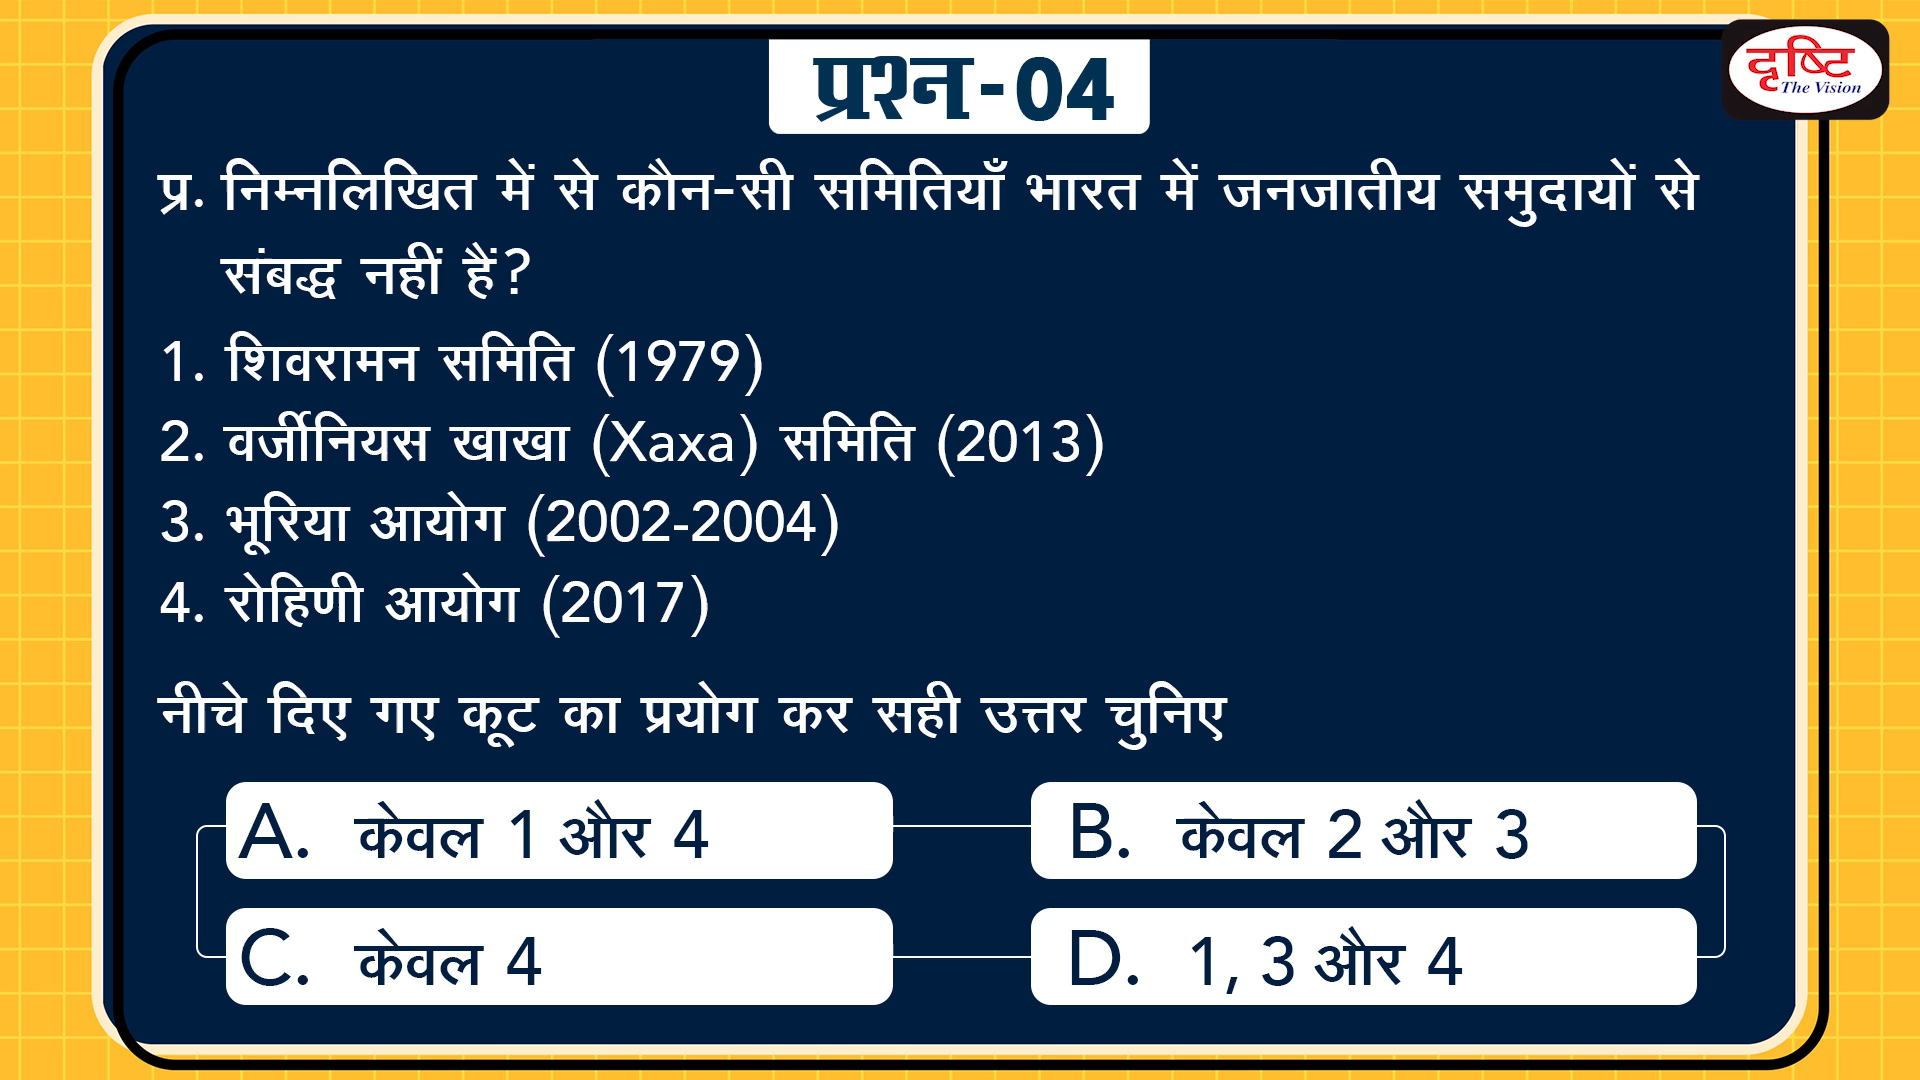 प्रश्न-04
दृष्टि
The Vision
प्र. निम्नलिखित में से कौन-सी समितियाँ भारत में जनजातीय समुदायों से
संबद्ध नहीं हैं?
1. शिवरामन समिति (1979)
2. वर्जीनियस खाखा (Xaxa) समिति (2013)
3. भूरिया आयोग (2002-2004)
4. रोहिणी आयोग (2017)
नीचे दिए गए कूट का प्रयोग कर सही उत्तर चुनिए
A. केवल 1 और 4
B. केवल 2 और 3
C. केवल 4
D. 1, 3 और 4